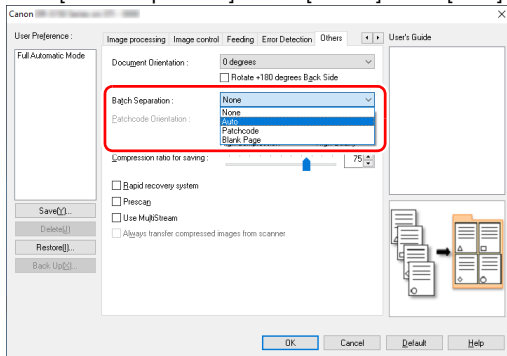 Canon
User Preference :
Full Automatic Mode
Save(Y)...
Delete(J)
Restore(I)...
Back Up(X)...
Image processing Image control Feeding Error Detection Others
Document Orientation : 0 degrees
Rotate +180 degrees Back Side
Batch Separation : None
None
Auto
Patchcode
Blank Page
Patchcode Orientation :
Compression ratio for saving : 75
Rapid recovery system
Prescan
Use MultiStream
Always transfer compressed images from scanner
User's Guide
OK Cancel Default Help